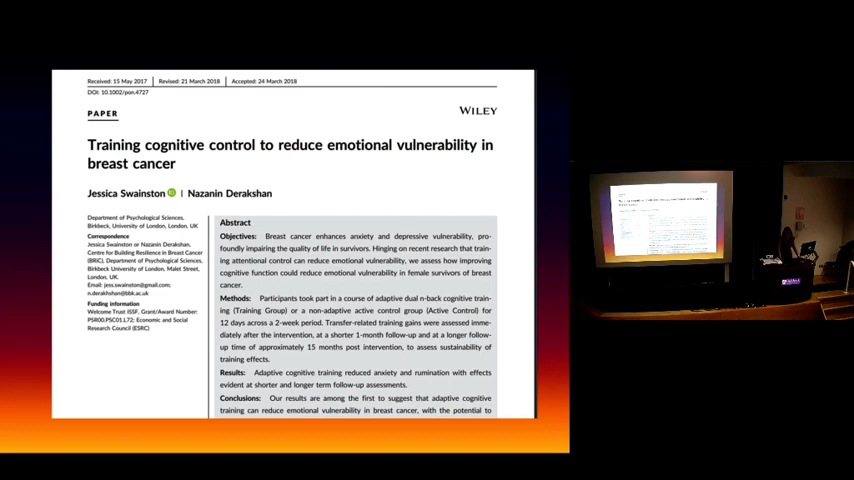 Received: 15 May 2017 | Revised: 21 March 2018 | Accepted: 24 March 2018
DOI: 10.1002/pon.4727
PAPER
WILEY
Training cognitive control to reduce emotional vulnerability in
breast cancer
Jessica Swainston | Nazanin Derakshan
Department of Psychological Sciences,
Birkbeck, University of London, London, UK
Correspondence
Jessica Swainston or Nazanin Derakshan,
Centre for Building Resilience in Breast Cancer
(BRiC), Department of Psychological Sciences,
Birkbeck University of London, Malet Street,
London, UK.
Email: jess.swainston@gmail.com;
n.derakhshan@bbk.ac.uk
Funding information
Welcome Trust ISSF, Grant/Award Number:
PSR00.PSC01.L72; Economic and Social
Research Council (ESRC)
Abstract
Objectives: Breast cancer enhances anxiety and depressive vulnerability, pro-
foundly impairing the quality of life in survivors. Hinging on recent research that train-
ing attentional control can reduce emotional vulnerability, we assess how improving
cognitive function could reduce emotional vulnerability in female survivors of breast
cancer.
Methods: Participants took part in a course of adaptive dual n-back cognitive train-
ing (Training Group) or a non-adaptive active control group (Active Control) for
12 days across a 2-week period. Transfer-related training gains were assessed imme-
diately after the intervention, at a shorter 1-month follow-up and at a longer follow-
up time of approximately 15 months post intervention, to assess sustainability of
training effects.
Results: Adaptive cognitive training reduced anxiety and rumination with effects
evident at shorter and longer term follow-up assessments.
Conclusions: Our results are among the first to suggest that adaptive cognitive
training can reduce emotional vulnerability in breast cancer, with the potential to